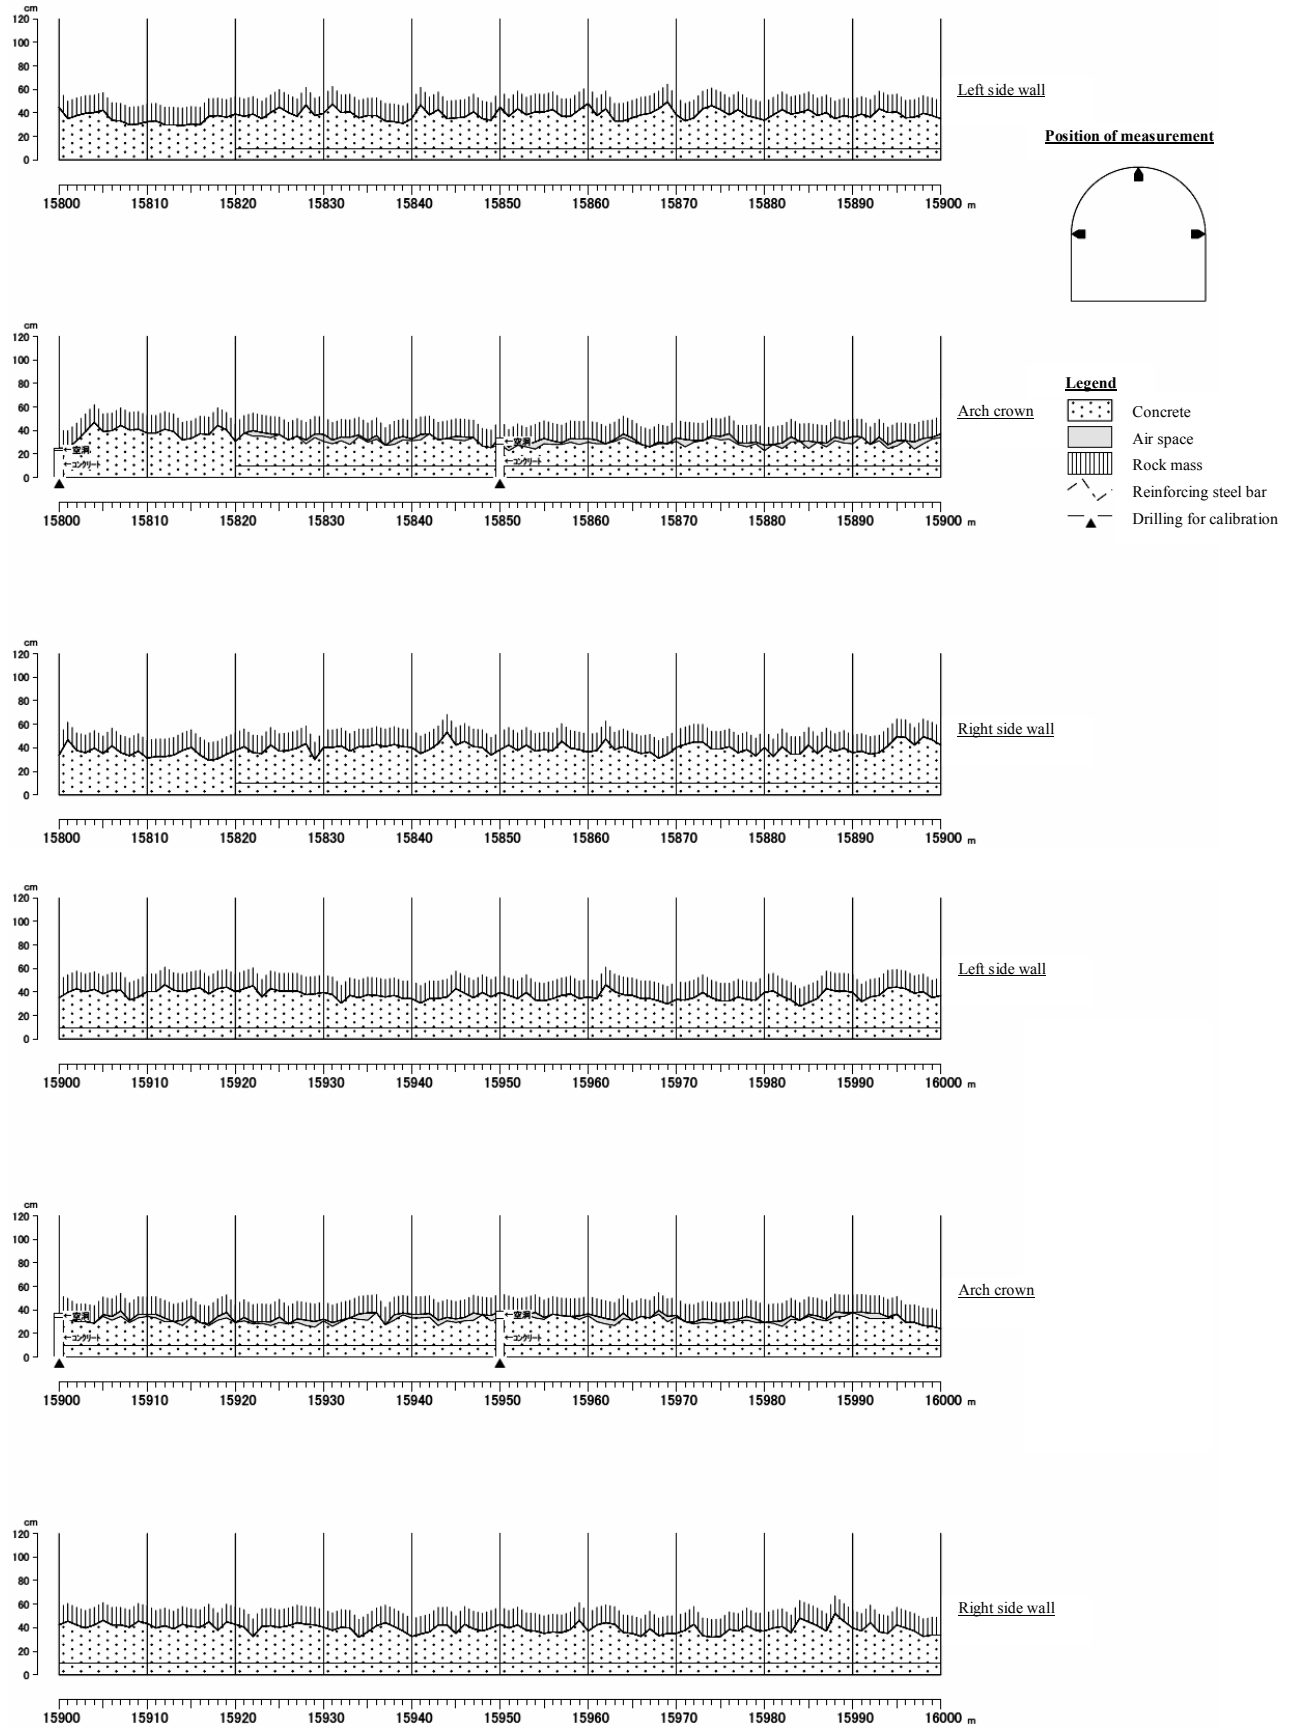 cm
120
100
80
60
40
20
0
Left side wall
15800 15810 15820 15830 15840 15850 15860 15870 15880 15890 15900 m
Position of measurement
cm
120
100
80
60
40
20
0
←空洞
←コンクリート
←空洞
←コンクリート
Arch crown
15800 15810 15820 15830 15840 15850 15860 15870 15880 15890 15900 m
Legend
Concrete
Air space
Rock mass
Reinforcing steel bar
Drilling for calibration
cm
120
100
80
60
40
20
0
Right side wall
15800 15810 15820 15830 15840 15850 15860 15870 15880 15890 15900 m
cm
120
100
80
60
40
20
0
Left side wall
15900 15910 15920 15930 15940 15950 15960 15970 15980 15990 16000 m
cm
120
100
80
60
40
20
0
←空洞
←コンクリート
←空洞
←コンクリート
Arch crown
15900 15910 15920 15930 15940 15950 15960 15970 15980 15990 16000 m
cm
120
100
80
60
40
20
0
Right side wall
15900 15910 15920 15930 15940 15950 15960 15970 15980 15990 16000 m